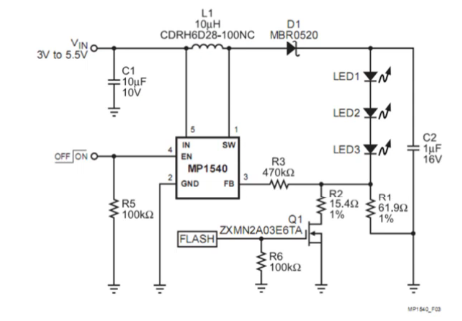 L1
10μH
CDRH6D28-100NC
D1
MBR0520
VIN
3V to 5.5V
C1
10μF
10V
LED1
LED2
LED3
C2
1μF
16V
5
1
IN
SW
4
EN
MP1540
OFF ON
2
GND
FB
3
R3
470kΩ
R5
100kΩ
R2
15.4Ω
1%
R1
61.9Ω
1%
Q1
ZXMN2A03E6TA
FLASH
R6
100kΩ
MP1540_F03